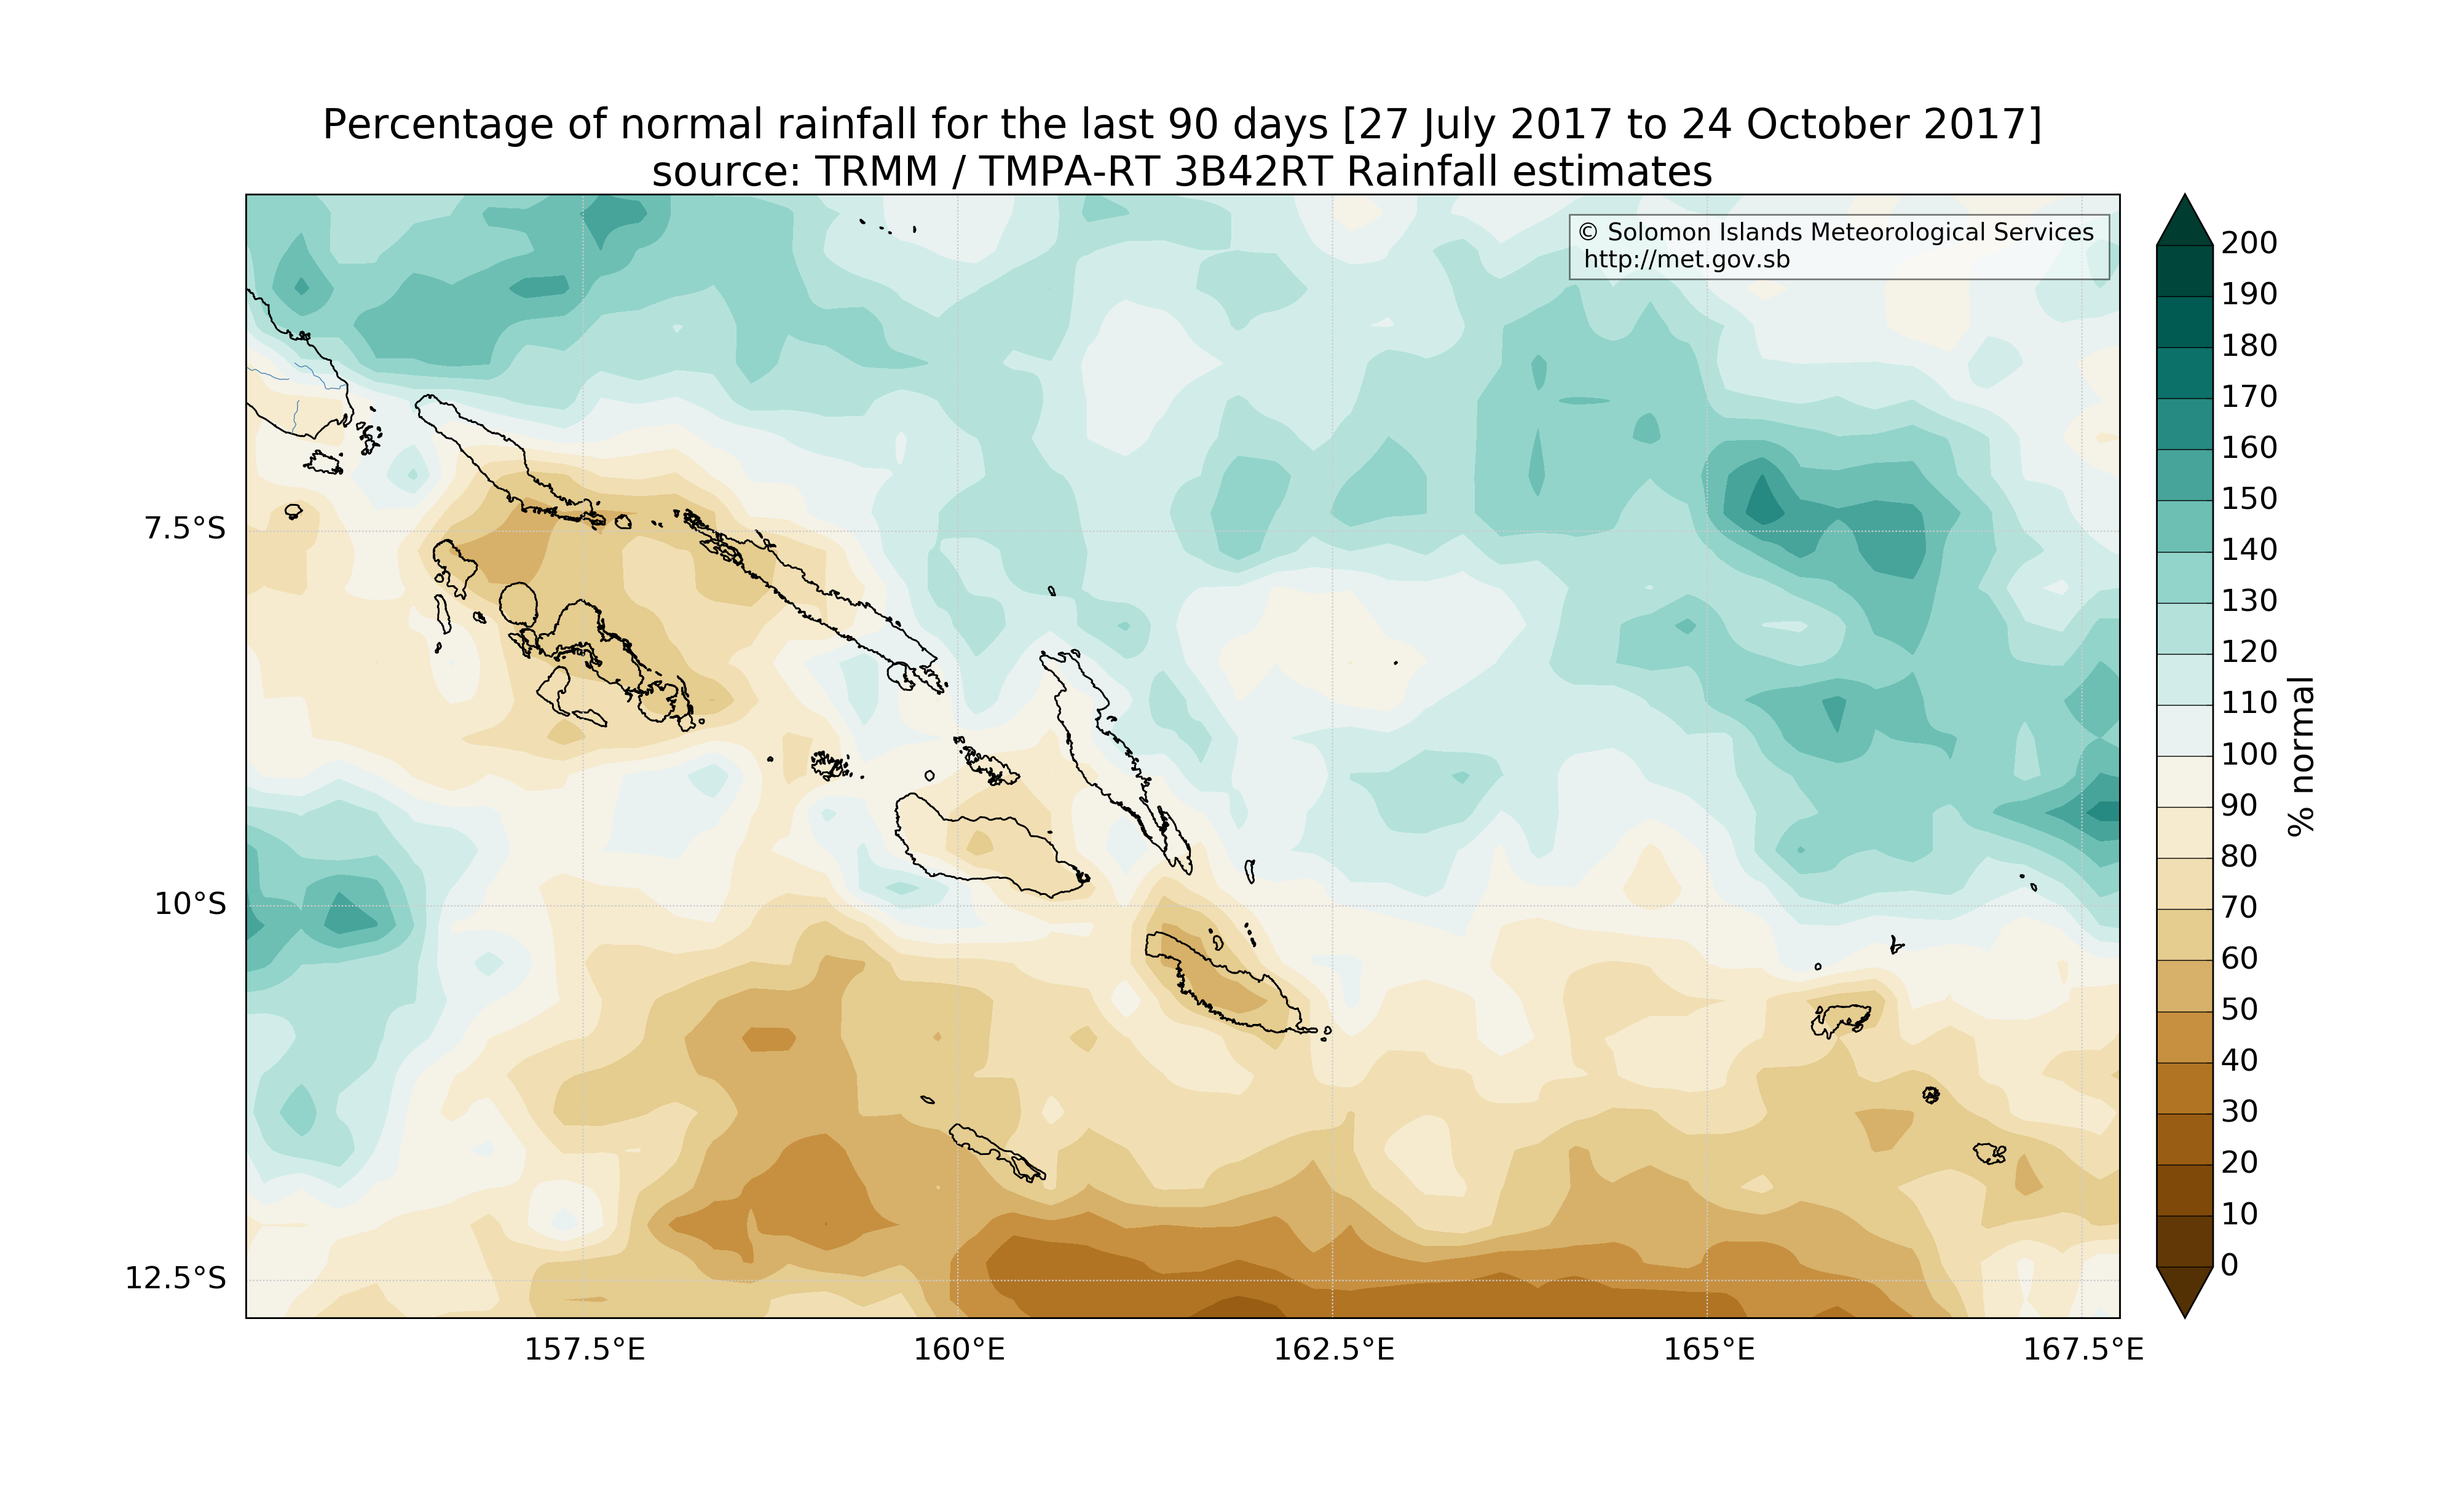 Percentage of normal rainfall for the last 90 days [27 July 2017 to 24 October 2017]
source: TRMM / TMPA-RT 3B42RT Rainfall estimates
© Solomon Islands Meteorological Services
http://met.gov.sb
7.5°S
10°S
12.5°S
157.5°E
160°E
162.5°E
165°E
167.5°E
200
190
180
170
160
150
140
130
120
110
100
90
80
70
60
50
40
30
20
10
0
% normal